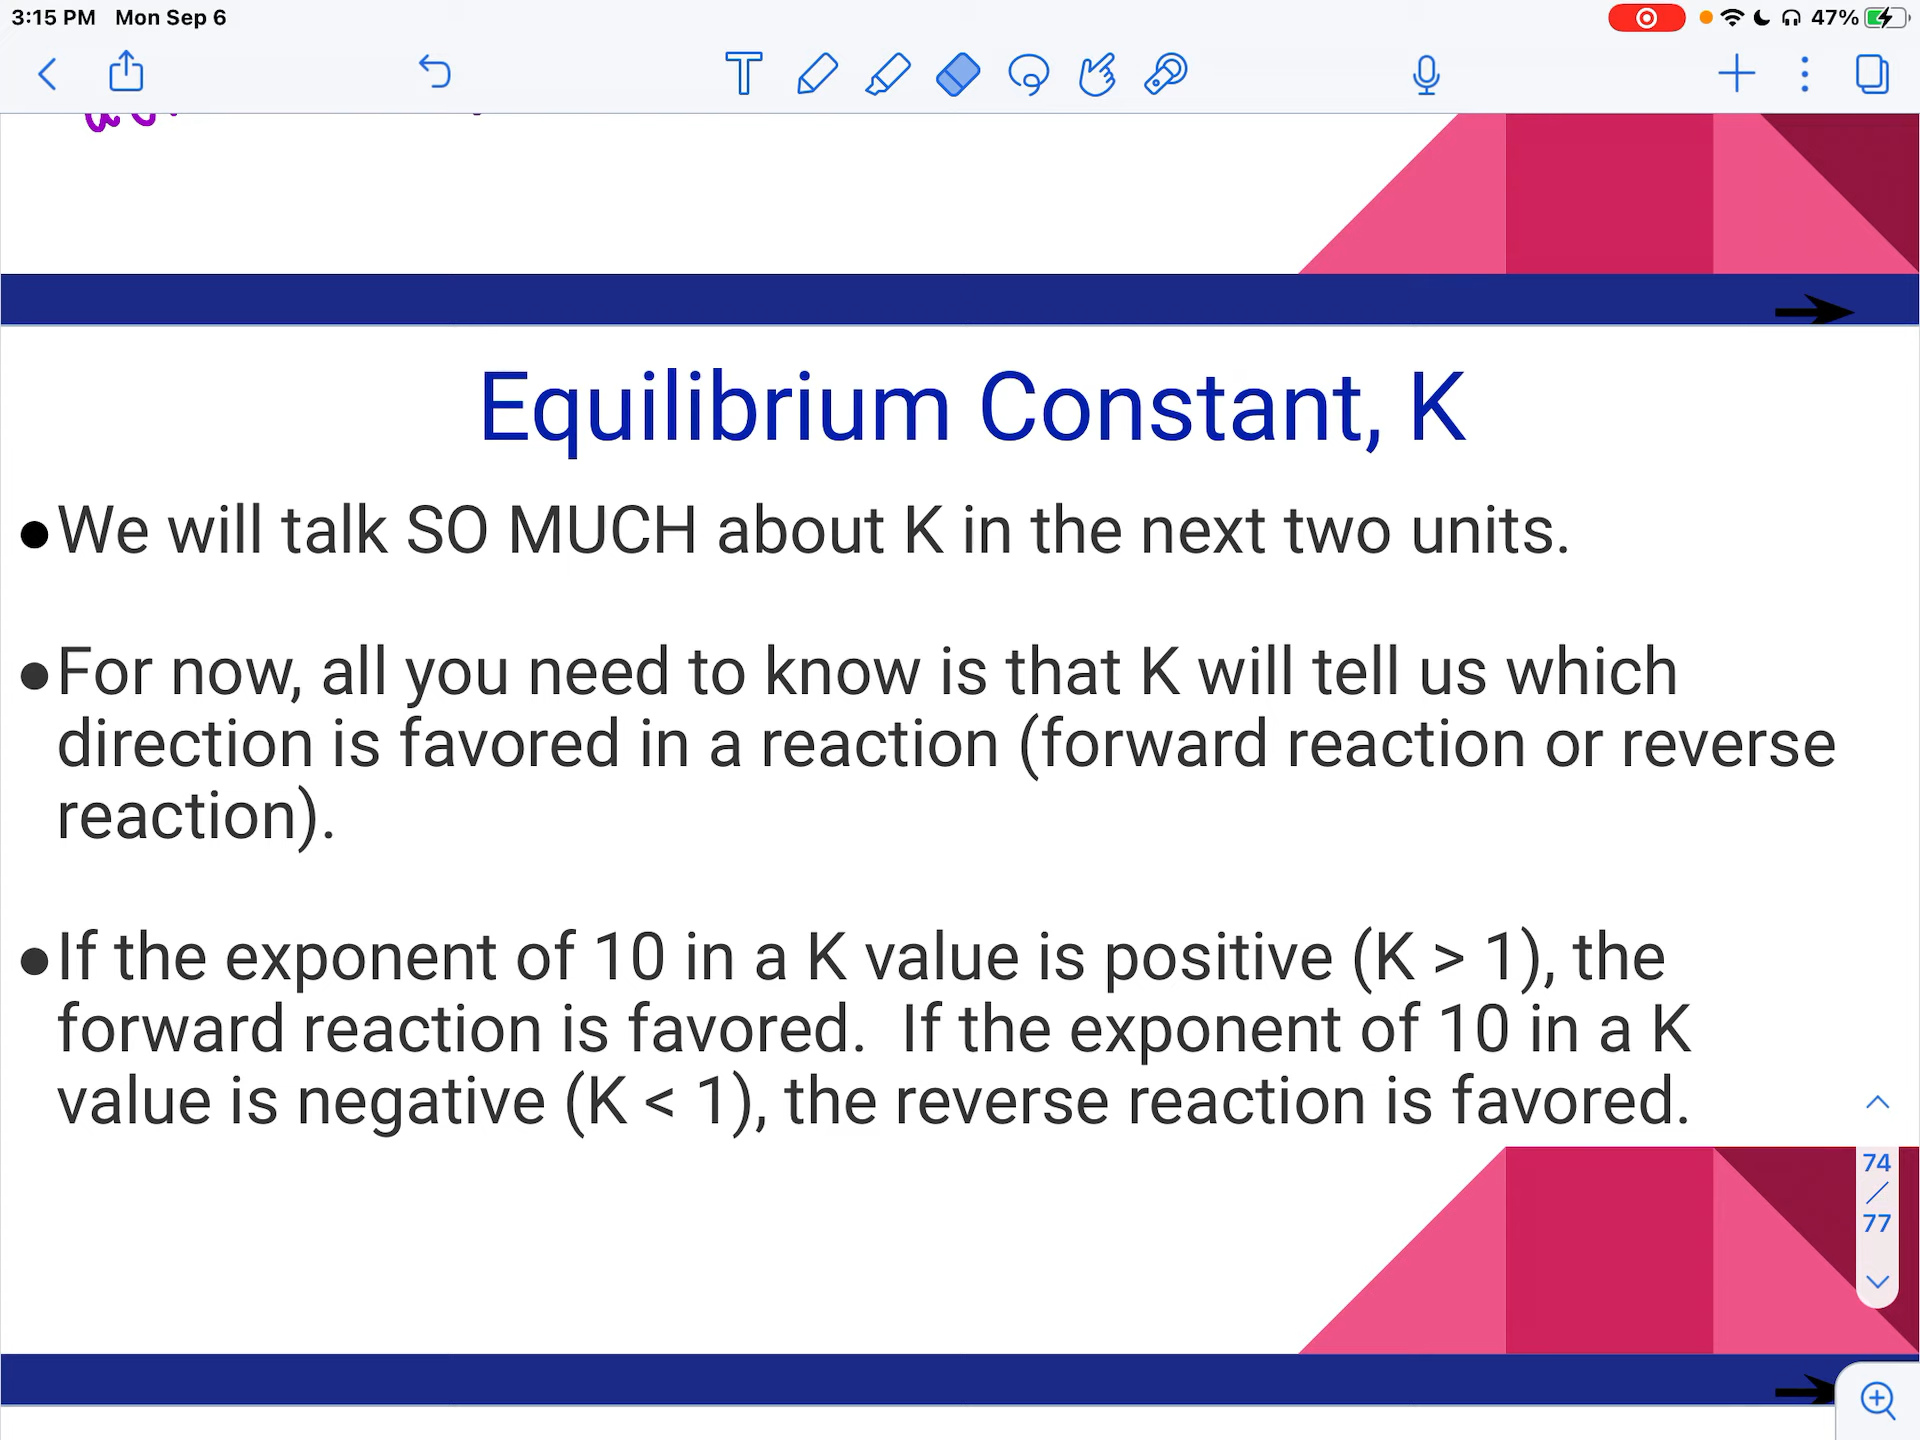 3:15 PM Mon Sep 6
47%
T
Equilibrium Constant, K
●We will talk SO MUCH about K in the next two units.
●For now, all you need to know is that K will tell us which
direction is favored in a reaction (forward reaction or reverse
reaction).
●If the exponent of 10 in a K value is positive (K > 1), the
forward reaction is favored. If the exponent of 10 in a K
value is negative (K < 1), the reverse reaction is favored.
74
/
77